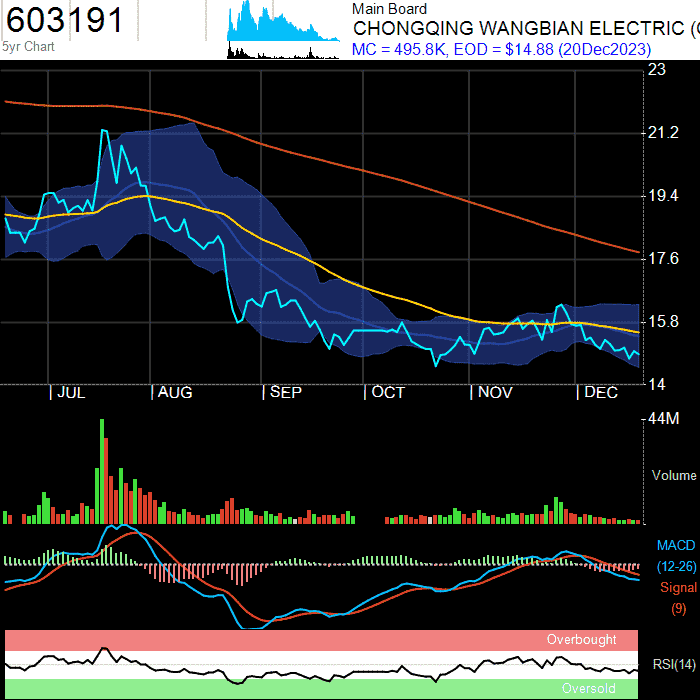 603191
5yr Chart
Main Board
CHONGQING WANGBIAN ELECTRIC (
MC = 495.8K, EOD = $14.88 (20Dec2023)
23
21.2
19.4
17.6
15.8
14
| JUL | AUG | SEP | OCT | NOV | DEC
44M
Volume
MACD
(12-26)
Signal
(9)
Overbought
RSI(14)
Oversold